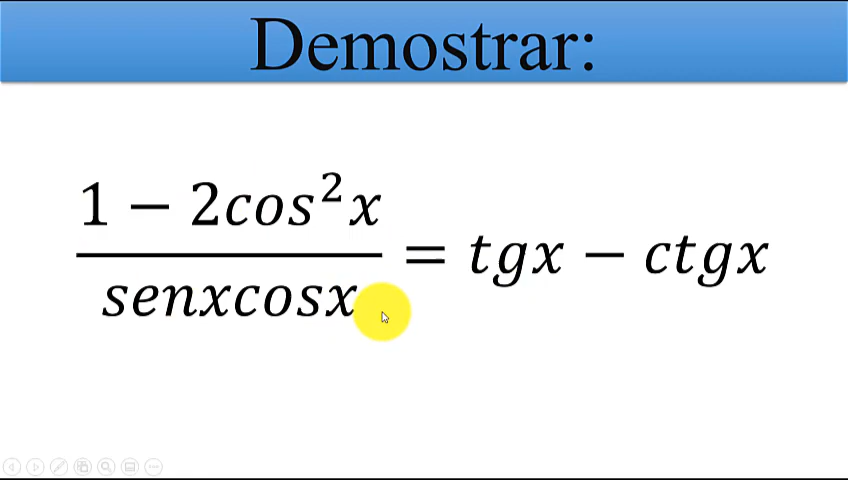 Demostrar:
1 − 2cos²x
senxcosx
= tgx − ctgx